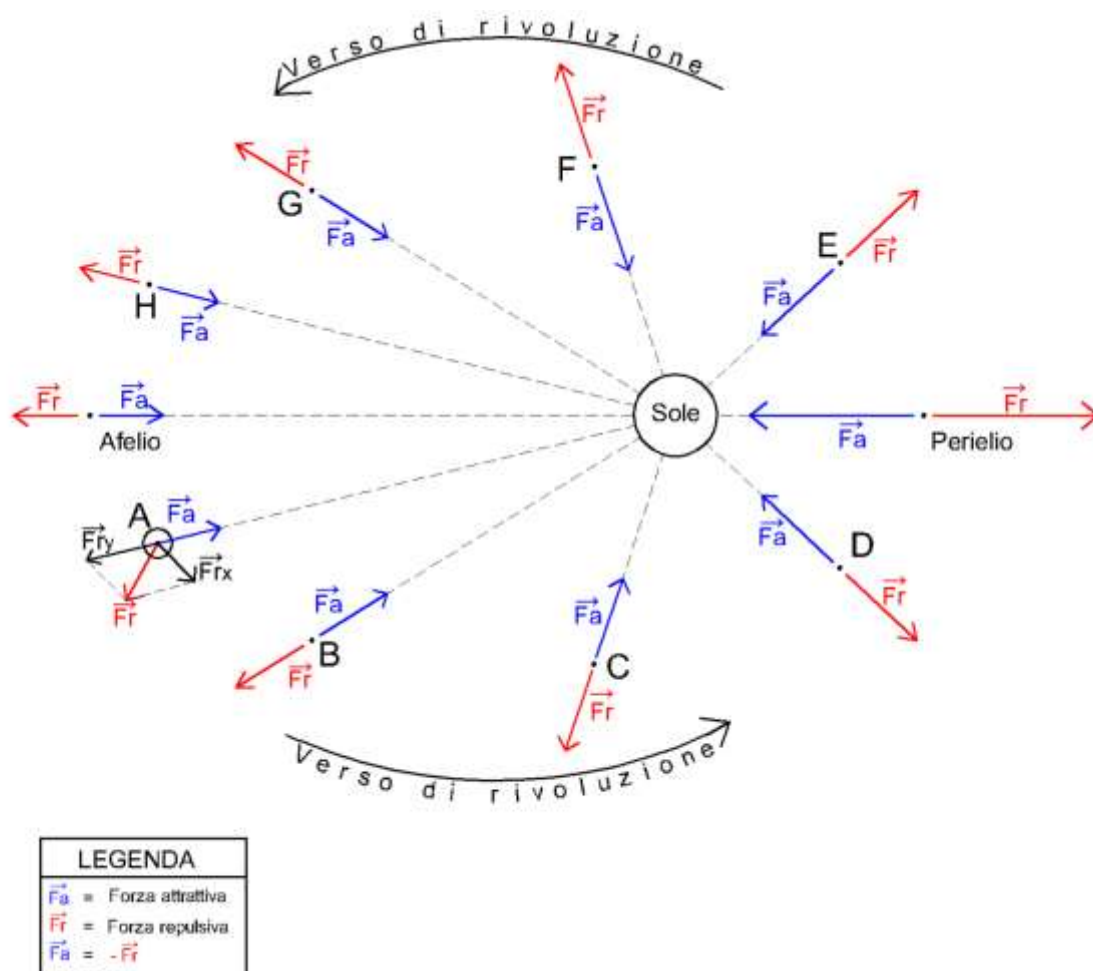 Verso di rivoluzione
Fr
Fr
G
F
Fa
Fa
E
Fr
Fa
Fr
H
Fa
Fr
Fa
Afelio
Sole
Fr
Fa
Perielio
A
Fa
Fry
Frx
Fr
Fa
D
Fr
Fa
B
Fr
Fa
C
Fr
Verso di rivoluzione
LEGENDA
Fa = Forza attrattiva
Fr = Forza repulsiva
Fa = -Fr